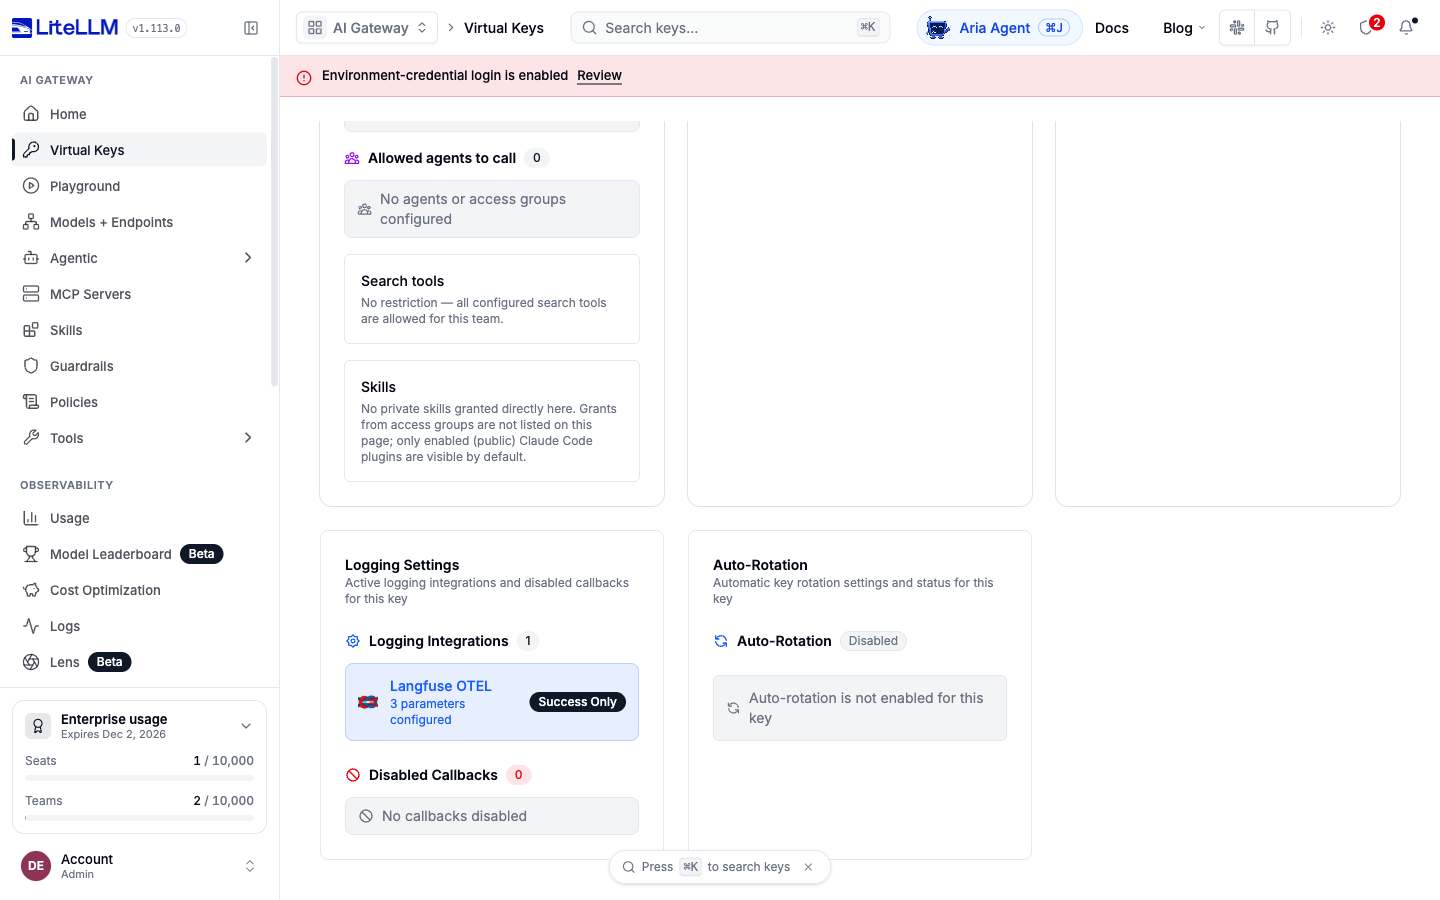 LiteLLM
v1.113.0
AI Gateway
Virtual Keys
Search keys...
⌘K
Aria Agent
⌘J
Docs
Blog
2
Environment-credential login is enabled Review
AI GATEWAY
Home
Virtual Keys
Playground
Models + Endpoints
Agentic
MCP Servers
Skills
Guardrails
Policies
Tools
OBSERVABILITY
Usage
Model Leaderboard Beta
Cost Optimization
Logs
Lens Beta
Enterprise usage
Expires Dec 2, 2026
Seats 1 / 10,000
Teams 2 / 10,000
DE
Account
Admin
Allowed agents to call 0
No agents or access groups
configured
Search tools
No restriction — all configured search tools
are allowed for this team.
Skills
No private skills granted directly here. Grants
from access groups are not listed on this
page; only enabled (public) Claude Code
plugins are visible by default.
Logging Settings
Active logging integrations and disabled callbacks
for this key
Logging Integrations 1
Langfuse OTEL
3 parameters
configured
Success Only
Disabled Callbacks 0
No callbacks disabled
Auto-Rotation
Automatic key rotation settings and status for this
key
Auto-Rotation Disabled
Auto-rotation is not enabled for this
key
Press ⌘K to search keys